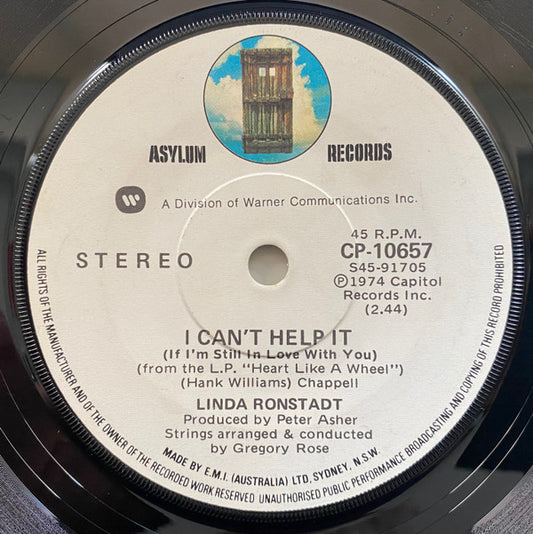 ASYLUM RECORDS
A Division of Warner Communications Inc.
45 R.P.M.
STEREO
CP-10657
S45-91705
Ⓟ1974 Capitol
Records Inc.
(2.44)
I CAN'T HELP IT
(If I'm Still In Love With You)
(from the L.P. "Heart Like A Wheel")
(Hank Williams) Chappell
LINDA RONSTADT
Produced by Peter Asher
Strings arranged & conducted
by Gregory Rose
MADE BY E.M.I. (AUSTRALIA) LTD, SYDNEY, N.S.W.
ALL RIGHTS OF THE MANUFACTURER AND OF THE OWNER OF THE RECORDED WORK RESERVED UNAUTHORISED PUBLIC PERFORMANCE BROADCASTING AND COPYING OF THIS RECORD PROHIBITED